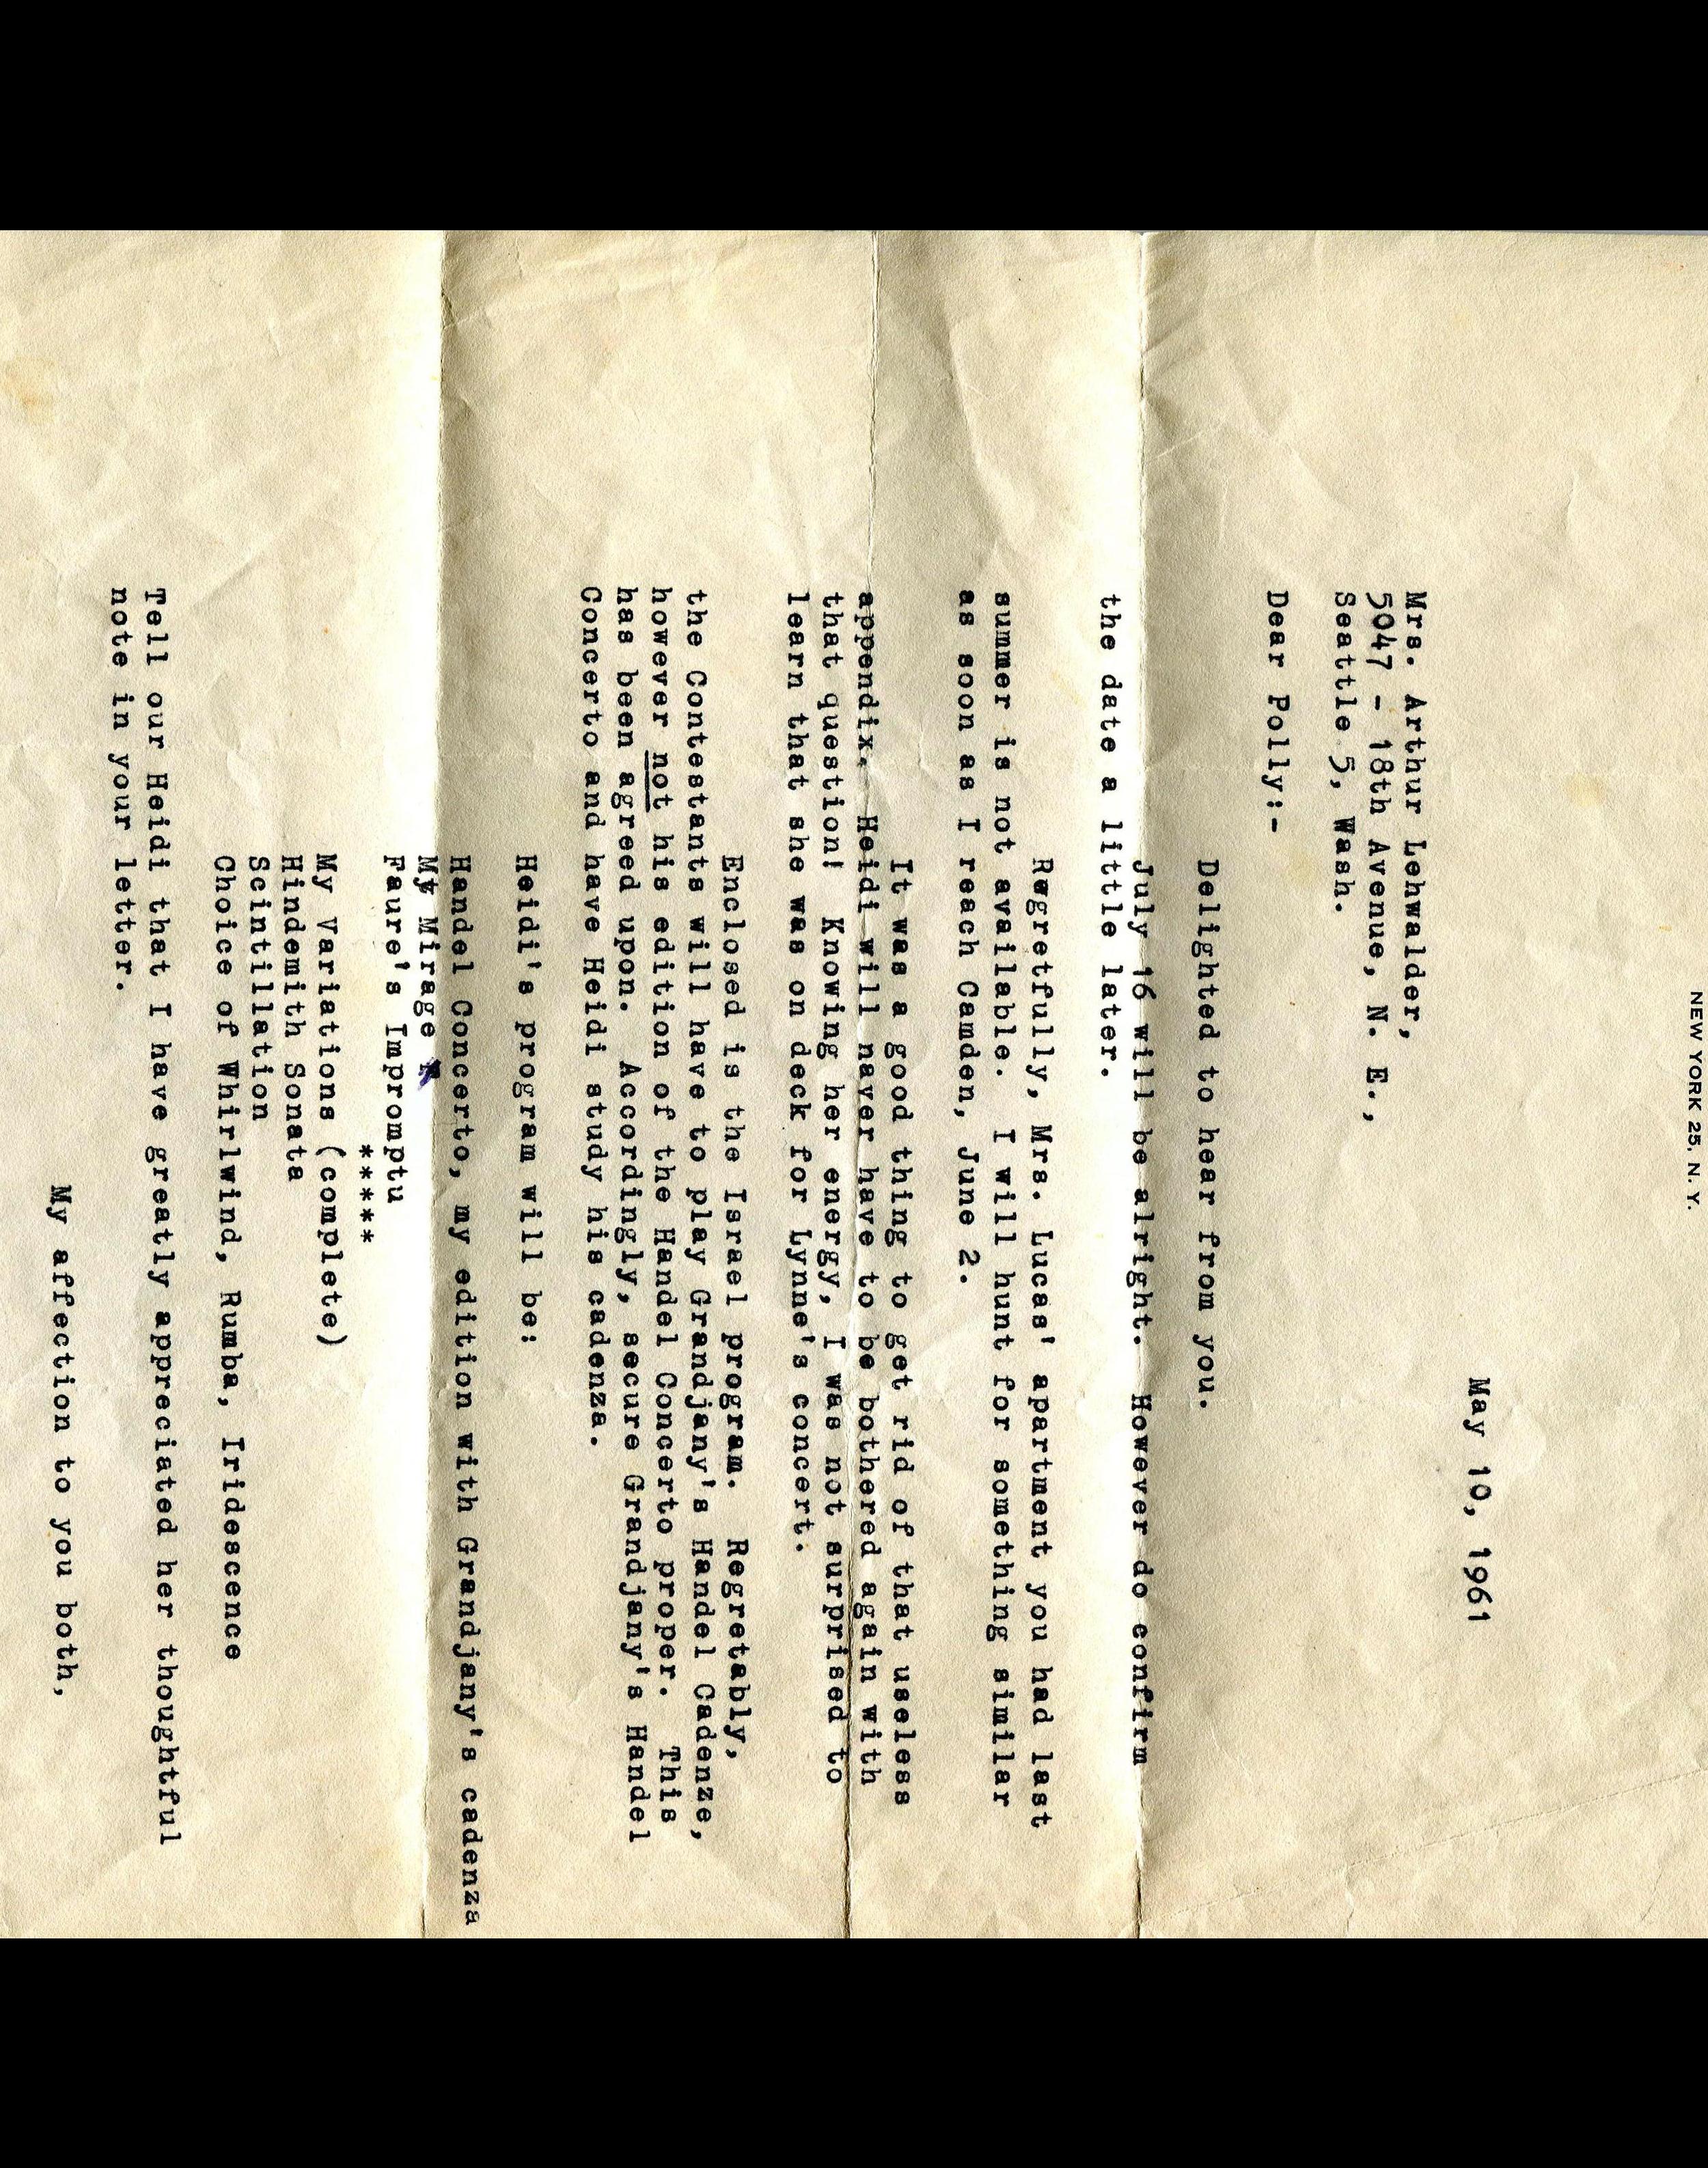 NEW YORK 25, N. Y.
May 10, 1961
Mrs. Arthur Lehwalder,
5047 - 18th Avenue, N. E.,
Seattle 5, Wash.
Dear Polly:-
Delighted to hear from you.
July 16 will be alright. However do confirm
the date a little later.
Regretfully, Mrs. Lucas' apartment you had last
summer is not available. I will hunt for something similar
as soon as I reach Camden, June 2.
It was a good thing to get rid of that useless
appendix. Heidi will never have to be bothered again with
that question! Knowing her energy, I was not surprised to
learn that she was on deck for Lynne's concert.
Enclosed is the Israel program. Regretably,
the Contestants will have to play Grandjany's Handel Cadenze,
however not his edition of the Handel Concerto proper. This
has been agreed upon. Accordingly, secure Grandjany's Handel
Concerto and have Heidi study his cadenza.
Heidi's program will be:
Handel Concerto, my edition with Grandjany's cadenza
My Mirage
Faure's Impromptu
*****
My Variations (complete)
Hindemith Sonata
Scintillation
Choice of Whirlwind, Rumba, Iridescence
Tell our Heidi that I have greatly appreciated her thoughtful
note in your letter.
My affection to you both,